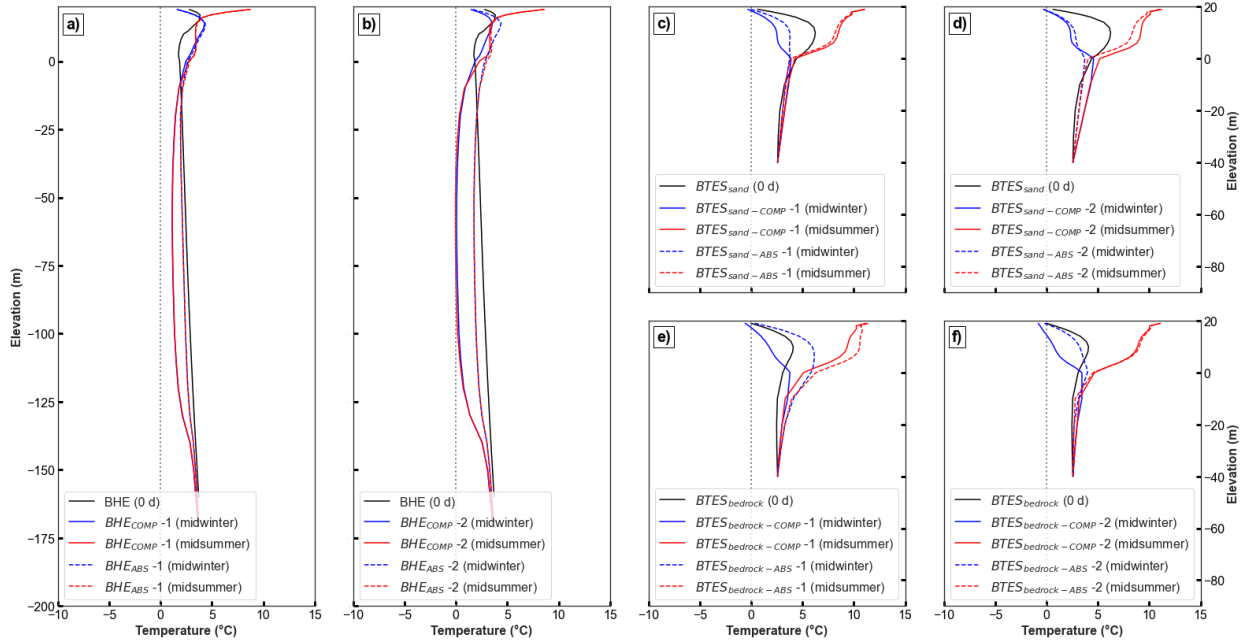 a)
b)
c)
d)
e)
f)
Elevation (m)
0
−25
−50
−75
−100
−125
−150
−175
−200
BHE (0 d)
BHE_COMP -1 (midwinter)
BHE_COMP -1 (midsummer)
BHE_ABS -1 (midwinter)
BHE_ABS -1 (midsummer)
−10 −5 0 5 10 15
Temperature (°C)
BHE (0 d)
BHE_COMP -2 (midwinter)
BHE_COMP -2 (midsummer)
BHE_ABS -2 (midwinter)
BHE_ABS -2 (midsummer)
−10 −5 0 5 10 15
Temperature (°C)
BTES_sand (0 d)
BTES_sand−COMP -1 (midwinter)
BTES_sand−COMP -1 (midsummer)
BTES_sand−ABS -1 (midwinter)
BTES_sand−ABS -1 (midsummer)
BTES_sand (0 d)
BTES_sand−COMP -2 (midwinter)
BTES_sand−COMP -2 (midsummer)
BTES_sand−ABS -2 (midwinter)
BTES_sand−ABS -2 (midsummer)
20
0
−20
−40
−60
−80
Elevation (m)
BTES_bedrock (0 d)
BTES_bedrock−COMP -1 (midwinter)
BTES_bedrock−COMP -1 (midsummer)
BTES_bedrock−ABS -1 (midwinter)
BTES_bedrock−ABS -1 (midsummer)
−10 −5 0 5 10 15
Temperature (°C)
BTES_bedrock (0 d)
BTES_bedrock−COMP -2 (midwinter)
BTES_bedrock−COMP -2 (midsummer)
BTES_bedrock−ABS -2 (midwinter)
BTES_bedrock−ABS -2 (midsummer)
−10 −5 0 5 10 15
Temperature (°C)
20
0
−20
−40
−60
−80
Elevation (m)